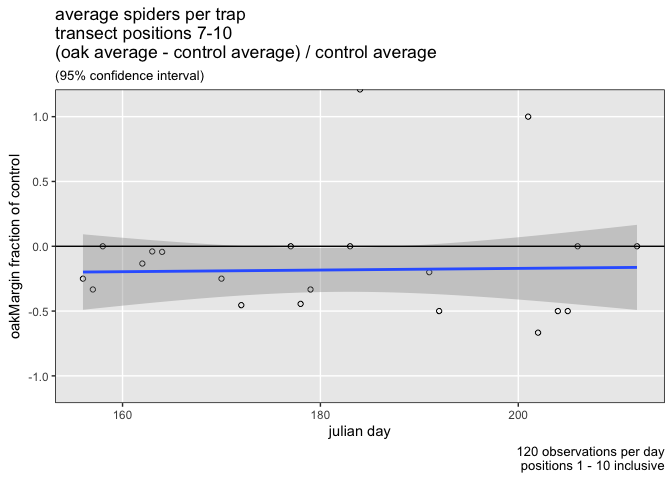 average spiders per trap
transect positions 7-10
(oak average - control average) / control average
(95% confidence interval)
oakMargin fraction of control
1.0
0.5
0.0
-0.5
-1.0
160
180
200
julian day
120 observations per day
positions 1 - 10 inclusive